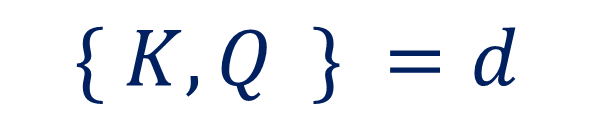 { K, Q } = d